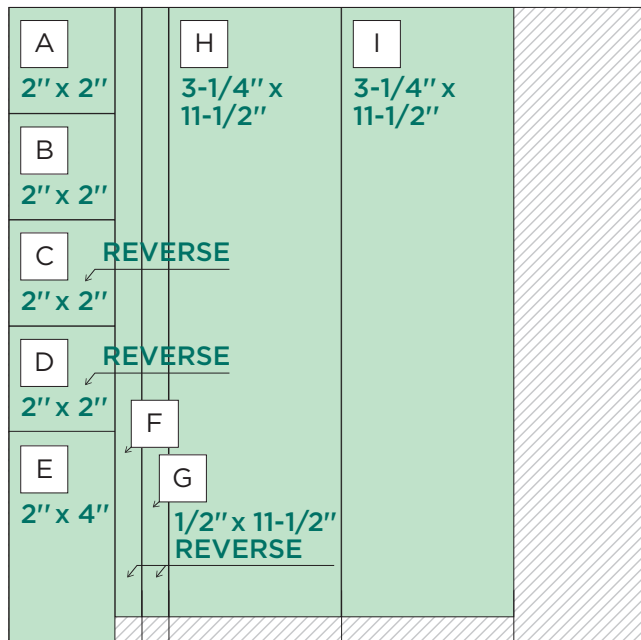 A
2" x 2"
B
2" x 2"
C
REVERSE
2" x 2"
D
REVERSE
2" x 2"
E
2" x 4"
F
G
1/2" x 11-1/2"
REVERSE
H
3-1/4" x
11-1/2"
I
3-1/4" x
11-1/2"